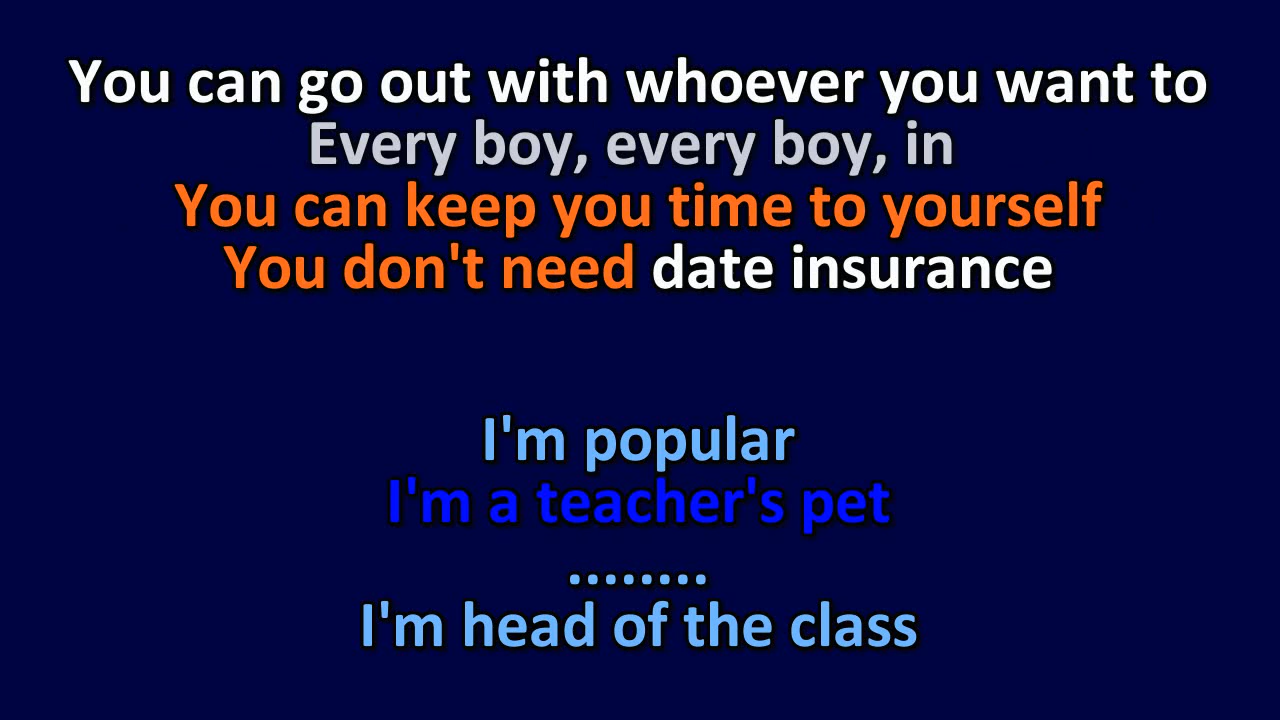 You can go out with whoever you want to
Every boy, every boy, in
You can keep you time to yourself
You don't need date insurance
I'm popular
I'm a teacher's pet
........
I'm head of the class